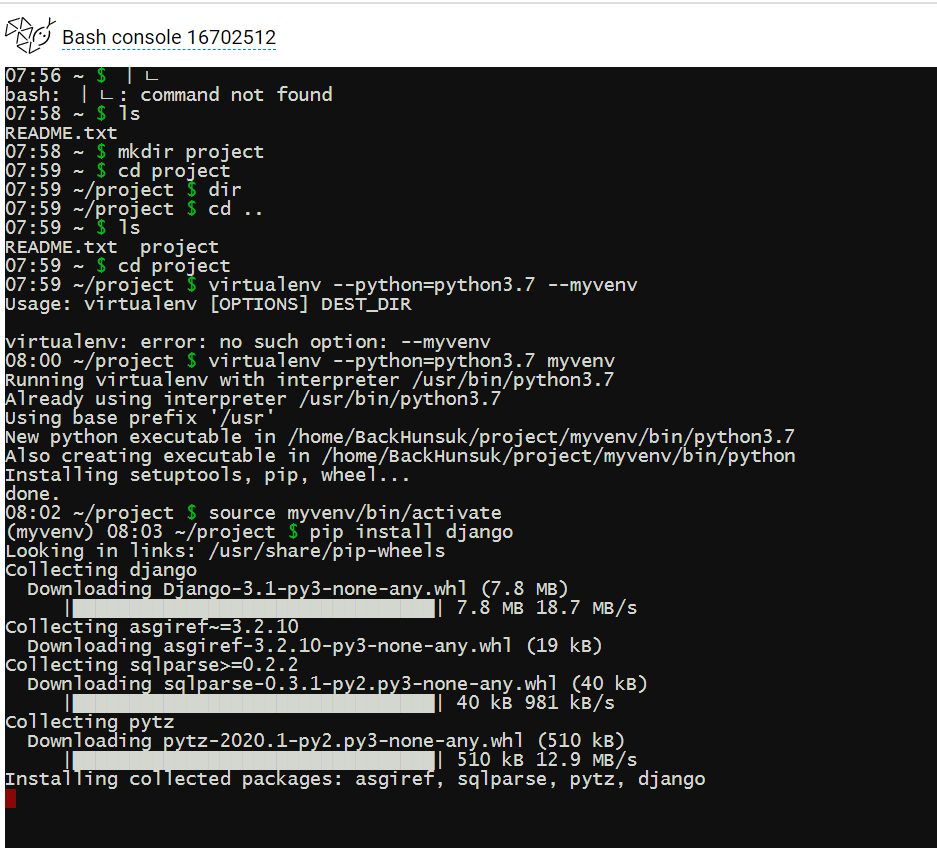 Bash console 16702512
07:56 ~ $ ㅣㄴ
bash: ㅣㄴ: command not found
07:58 ~ $ ls
README.txt
07:58 ~ $ mkdir project
07:59 ~ $ cd project
07:59 ~/project $ dir
07:59 ~/project $ cd ..
07:59 ~ $ ls
README.txt  project
07:59 ~ $ cd project
07:59 ~/project $ virtualenv --python=python3.7 --myvenv
Usage: virtualenv [OPTIONS] DEST_DIR
virtualenv: error: no such option: --myvenv
08:00 ~/project $ virtualenv --python=python3.7 myvenv
Running virtualenv with interpreter /usr/bin/python3.7
Already using interpreter /usr/bin/python3.7
Using base prefix '/usr'
New python executable in /home/BackHunsuk/project/myvenv/bin/python3.7
Also creating executable in /home/BackHunsuk/project/myvenv/bin/python
Installing setuptools, pip, wheel...
done.
08:02 ~/project $ source myvenv/bin/activate
(myvenv) 08:03 ~/project $ pip install django
Looking in links: /usr/share/pip-wheels
Collecting django
  Downloading Django-3.1-py3-none-any.whl (7.8 MB)
| | 7.8 MB 18.7 MB/s
Collecting asgiref~=3.2.10
  Downloading asgiref-3.2.10-py3-none-any.whl (19 kB)
Collecting sqlparse>=0.2.2
  Downloading sqlparse-0.3.1-py2.py3-none-any.whl (40 kB)
| | 40 kB 981 kB/s
Collecting pytz
  Downloading pytz-2020.1-py2.py3-none-any.whl (510 kB)
| | 510 kB 12.9 MB/s
Installing collected packages: asgiref, sqlparse, pytz, django